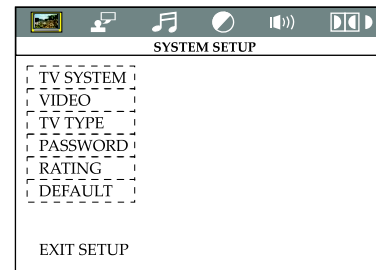 SYSTEM SETUP
TV SYSTEM
VIDEO
TV TYPE
PASSWORD
RATING
DEFAULT
EXIT SETUP